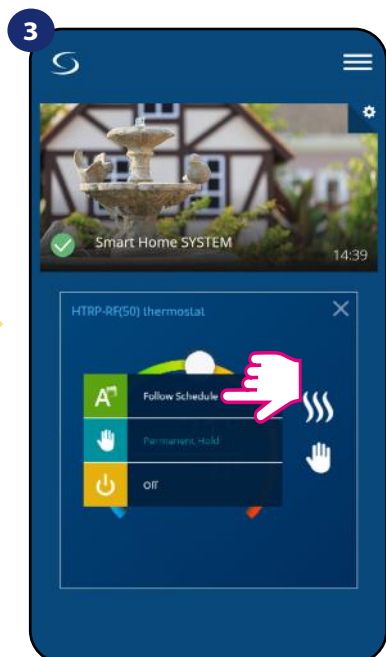 3
Smart Home SYSTEM
14:39
HTRP-RF(50) thermostat
A
Follow Schedule
Permanent Hold
Off